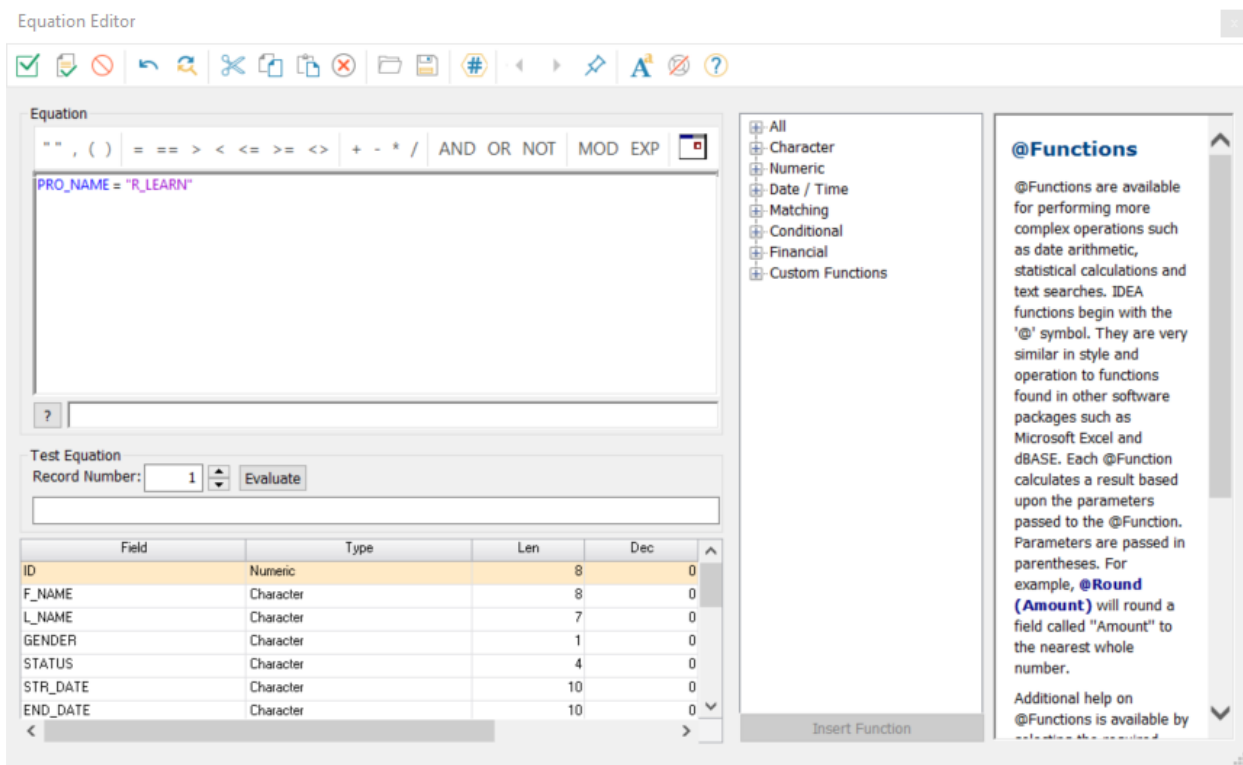 Equation Editor
x
# A a ?
Equation
" " , ( ) = == > < <= >= <> + - * / AND OR NOT MOD EXP
PRO_NAME = "R_LEARN"
?
Test Equation
Record Number: 1 Evaluate
Field Type Len Dec
ID Numeric 8 0
F_NAME Character 8 0
L_NAME Character 7 0
GENDER Character 1 0
STATUS Character 4 0
STR_DATE Character 10 0
END_DATE Character 10 0
All
Character
Numeric
Date / Time
Matching
Conditional
Financial
Custom Functions
Insert Function
@Functions
@Functions are available
for performing more
complex operations such
as date arithmetic,
statistical calculations and
text searches. IDEA
functions begin with the
'@' symbol. They are very
similar in style and
operation to functions
found in other software
packages such as
Microsoft Excel and
dBASE. Each @Function
calculates a result based
upon the parameters
passed to the @Function.
Parameters are passed in
parentheses. For
example, @Round
(Amount) will round a
field called "Amount" to
the nearest whole
number.
Additional help on
@Functions is available by